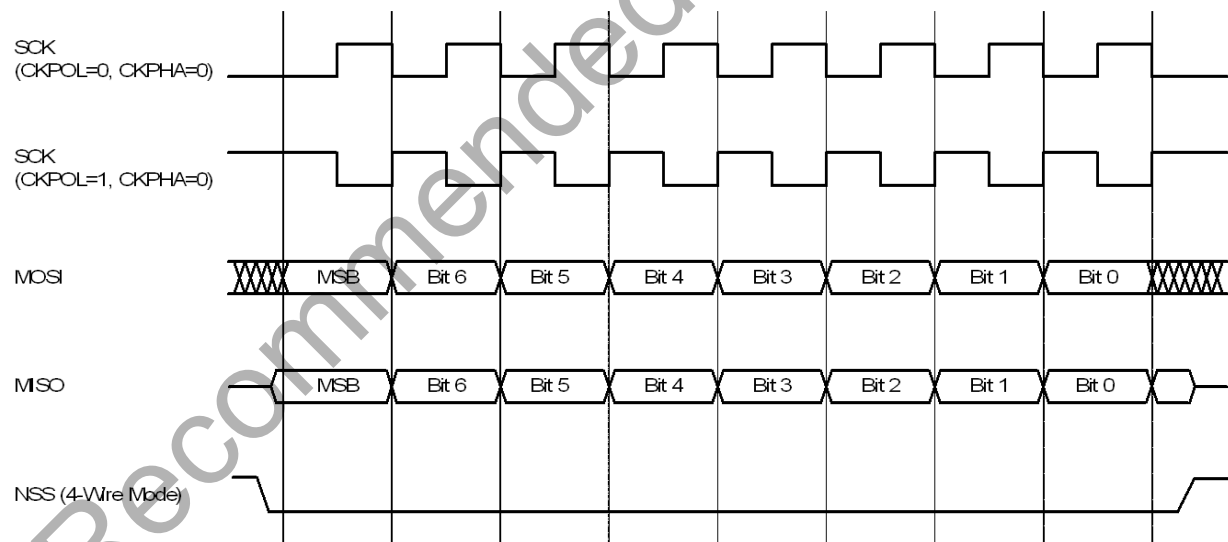 SCK
(CKPOL=0, CKPHA=0)
SCK
(CKPOL=1, CKPHA=0)
MOSI
MSB Bit 6 Bit 5 Bit 4 Bit 3 Bit 2 Bit 1 Bit 0
MISO
MSB Bit 6 Bit 5 Bit 4 Bit 3 Bit 2 Bit 1 Bit 0
NSS (4-Wire Mode)
Recommended